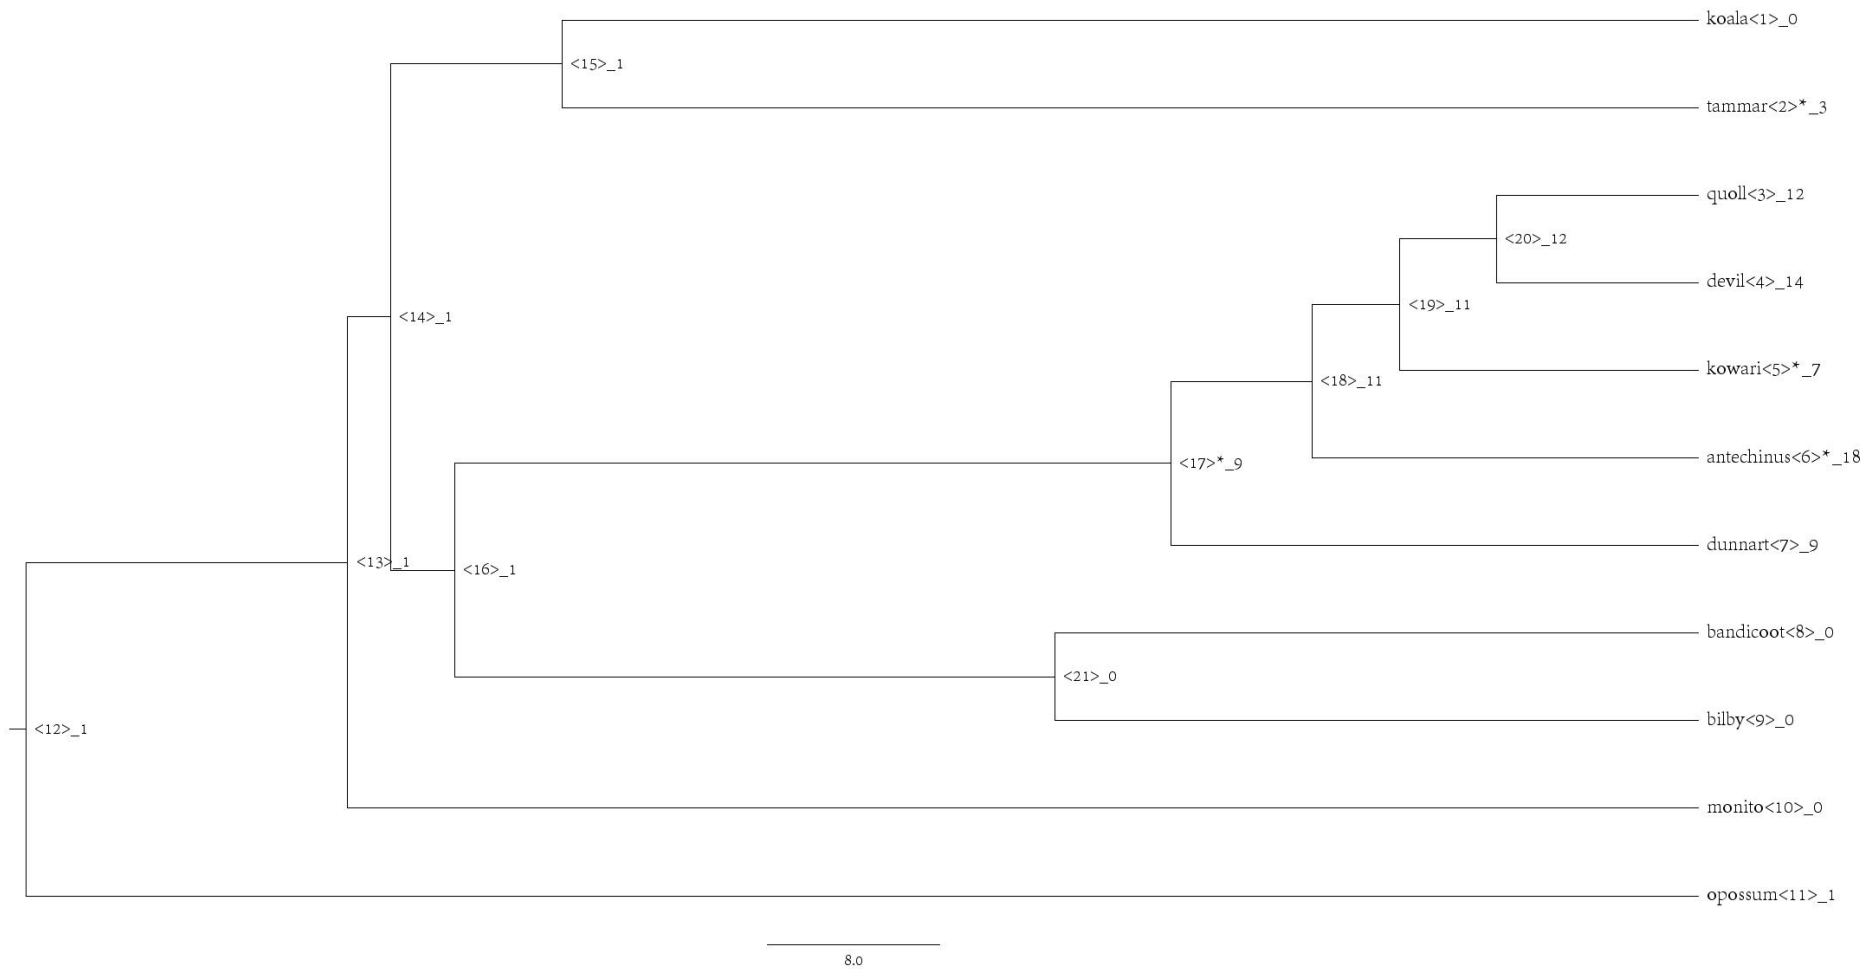 koala<1>_0
<15>_1
tammar<2>*_3
quoll<3>_12
<20>_12
devil<4>_14
<19>_11
<14>_1
kowari<5>*_7
<18>_11
antechinus<6>*_18
<17>*_9
dunnart<7>_9
<13>_1
<16>_1
bandicoot<8>_0
<21>_0
bilby<9>_0
<12>_1
monito<10>_0
opossum<11>_1
8.0